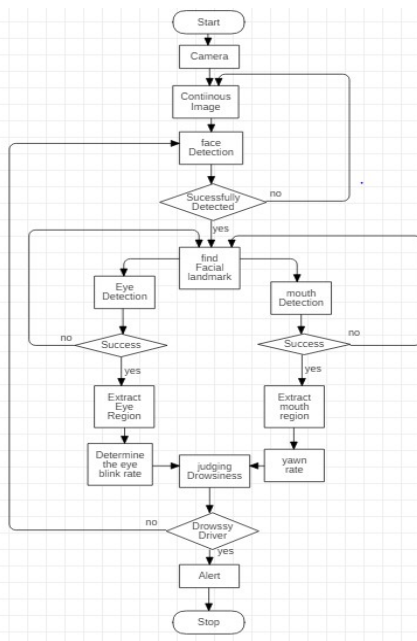 Start
Camera
Contiinous
Image
face
Detection
Sucessfully
Detected
no
yes
find
Facial
landmark
Eye
Detection
mouth
Detection
no
Success
Success
no
yes
yes
Extract
Eye
Region
Extract
mouth
region
Determine
the eye
blink rate
judging
Drowsiness
yawn
rate
no
Drowssy
Driver
yes
Alert
Stop